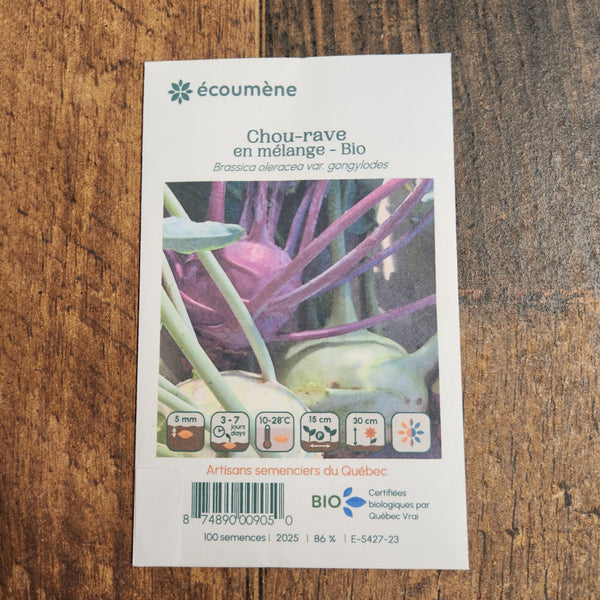 écoumène
Chou-rave
en mélange - Bio
Brassica oleracea var. gongylodes
5 mm
3 - 7
jours
days
10-28°C
15 cm
P
30 cm
Artisans semenciers du Québec
8 74890 00905 0
BIO
Certifiées
biologiques par
Québec Vrai
100 semences | 2025 | 86 % | E-5427-23